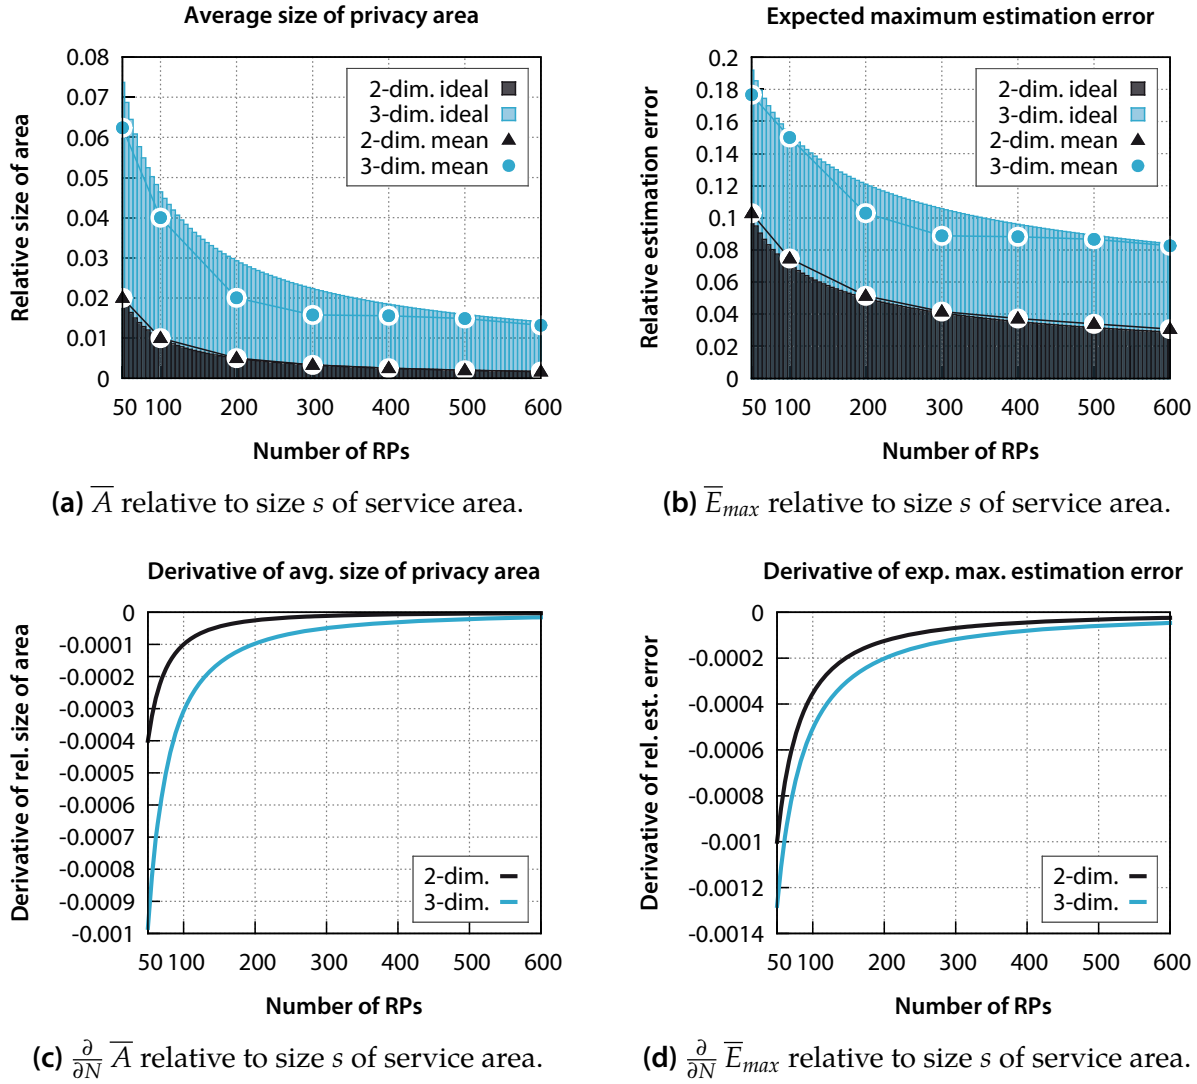 Average size of privacy area
Relative size of area
0.08
0.07
0.06
0.05
0.04
0.03
0.02
0.01
0
2-dim. ideal
3-dim. ideal
2-dim. mean
3-dim. mean
50 100 200 300 400 500 600
Number of RPs
(a) A̅ relative to size s of service area.
Expected maximum estimation error
Relative estimation error
0.2
0.18
0.16
0.14
0.12
0.1
0.08
0.06
0.04
0.02
0
2-dim. ideal
3-dim. ideal
2-dim. mean
3-dim. mean
50 100 200 300 400 500 600
Number of RPs
(b) E̅max relative to size s of service area.
Derivative of avg. size of privacy area
Derivative of rel. size of area
0
-0.0001
-0.0002
-0.0003
-0.0004
-0.0005
-0.0006
-0.0007
-0.0008
-0.0009
-0.001
2-dim.
3-dim.
50 100 200 300 400 500 600
Number of RPs
(c) ∂/∂N A̅ relative to size s of service area.
Derivative of exp. max. estimation error
Derivative of rel. est. error
0
-0.0002
-0.0004
-0.0006
-0.0008
-0.001
-0.0012
-0.0014
2-dim.
3-dim.
50 100 200 300 400 500 600
Number of RPs
(d) ∂/∂N E̅max relative to size s of service area.